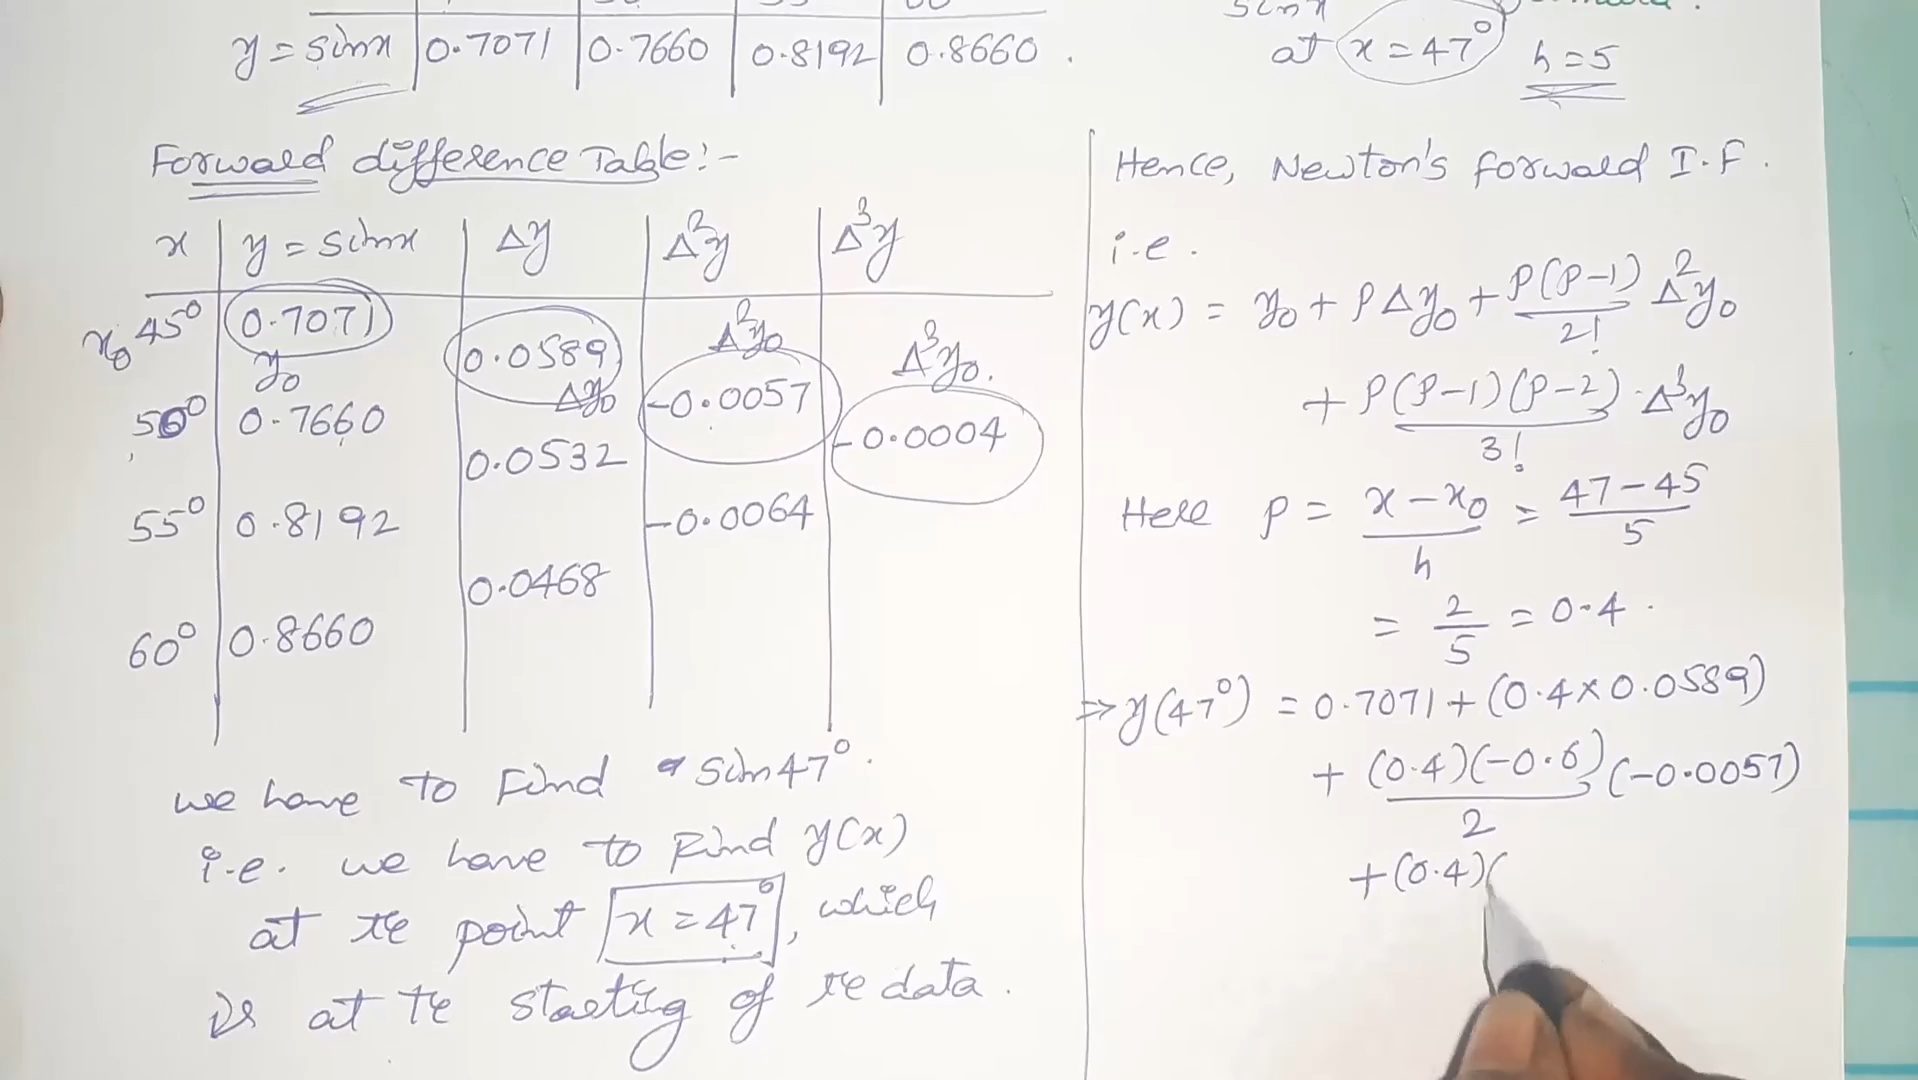 y = sinx 0.7071 0.7660 0.8192 0.8660 .
at x = 47° h = 5
Forward difference Table:-
x y = sinx Δy Δ²y Δ³y
x₀ 45° 0.7071
y₀
0.0589 Δy₀
Δ²y₀
-0.0057
Δ³y₀.
-0.0004
50° 0.7660
0.0532
55° 0.8192
-0.0064
0.0468
60° 0.8660
we have to Find sin47°.
i.e. we have to Find y(x)
at te point x = 47°, which
is at te starting of te data.
Hence, Newton's forward I.F.
i.e.
y(x) = y₀ + PΔy₀ + P(P-1)/2! Δ²y₀
+ P(P-1)(P-2)/3! . Δ³y₀
Here P = x-x₀/h = 47-45/5
= 2/5 = 0.4 .
⇒ y(47°) = 0.7071 + (0.4×0.0589)
+ (0.4)(-0.6)/2 (-0.0057)
+ (0.4)(